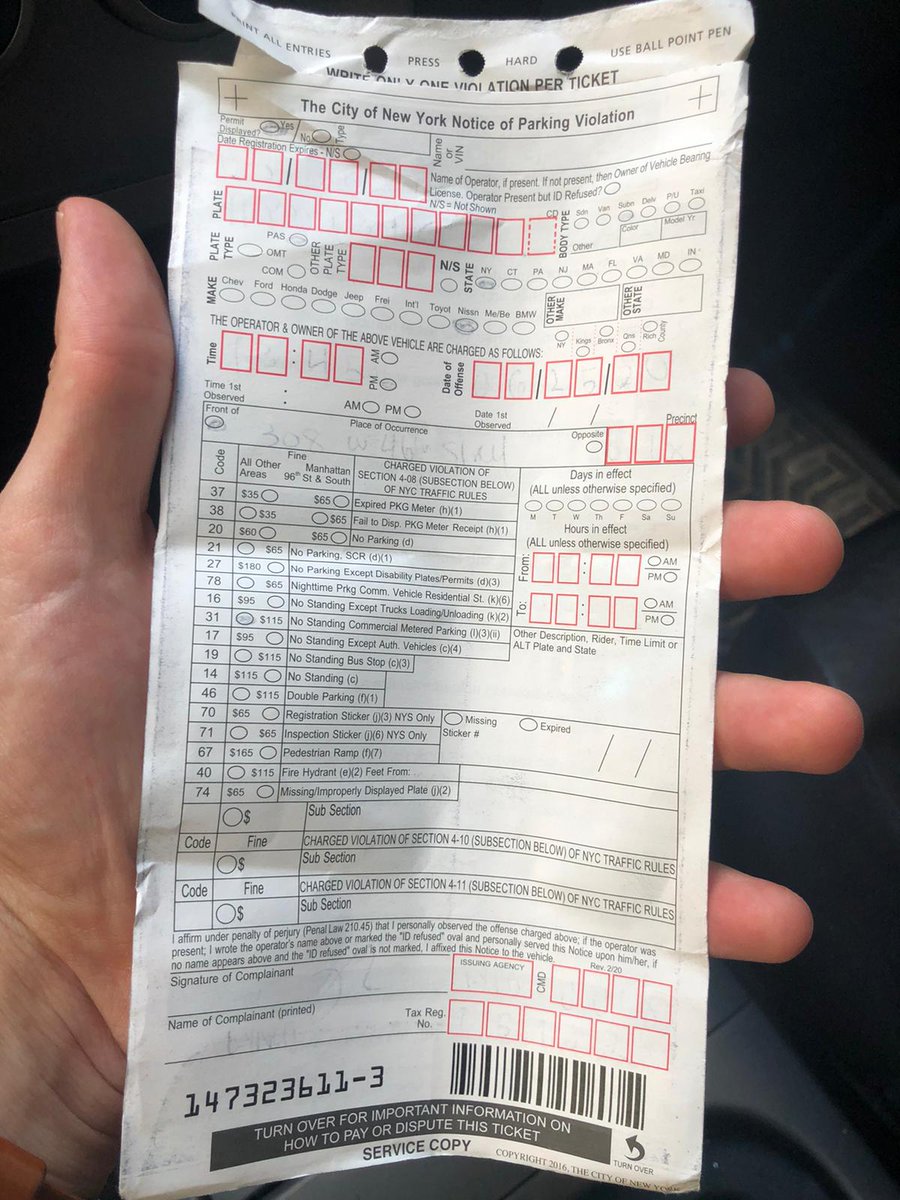 PRINT ALL ENTRIES PRESS HARD USE BALL POINT PEN
WRITE ONLY ONE VIOLATION PER TICKET
The City of New York Notice of Parking Violation
Permit Displayed? Yes No Type
Name or VIN
Date Registration Expires - N/S
Name of Operator, if present. If not present, then Owner of Vehicle Bearing
License. Operator Present but ID Refused?
N/S = Not Shown
PLATE CD BODY TYPE Sdn Van Subn Delv P/U Taxi
Other Color Model Yr.
PLATE TYPE PAS OMT COM OTHER PLATE TYPE N/S STATE NY CT PA NJ MA FL VA MD IN
MAKE Chev Ford Honda Dodge Jeep Frei Int'l Toyot Nissn Me/Be BMW OTHER MAKE OTHER STATE
THE OPERATOR & OWNER OF THE ABOVE VEHICLE ARE CHARGED AS FOLLOWS: NY Kings Bronx Qns Rich County
Time AM PM Date of Offense / /
Time 1st Observed : AM PM Date 1st Observed / /
Front of Place of Occurrence Opposite Precinct
Code All Other Areas Fine Manhattan 96th St & South CHARGED VIOLATION OF SECTION 4-08 (SUBSECTION BELOW) OF NYC TRAFFIC RULES
37 $35 $65 Expired PKG Meter (h)(1)
38 $35 $65 Fail to Disp. PKG Meter Receipt (h)(1)
20 $60 $65 No Parking (d)
21 $65 No Parking, SCR (d)(1)
27 $180 No Parking Except Disability Plates/Permits (d)(3)
78 $65 Nighttime Prkg Comm. Vehicle Residential St. (k)(6)
16 $95 No Standing Except Trucks Loading/Unloading (k)(2)
31 $115 No Standing Commercial Metered Parking (l)(3)(ii)
17 $95 No Standing Except Auth. Vehicles (c)(4)
19 $115 No Standing Bus Stop (c)(3)
14 $115 No Standing (c)
46 $115 Double Parking (f)(1)
70 $65 Registration Sticker (j)(3) NYS Only
71 $65 Inspection Sticker (j)(6) NYS Only
67 $165 Pedestrian Ramp (f)(7)
40 $115 Fire Hydrant (e)(2) Feet From:
74 $65 Missing/Improperly Displayed Plate (j)(2)
Days in effect
(ALL unless otherwise specified)
M T W Th F Sa Su
Hours in effect
(ALL unless otherwise specified)
From: : AM PM
To: : AM PM
Other Description, Rider, Time Limit or
ALT Plate and State
Missing Expired
Sticker # / /
$ Sub Section
Code Fine CHARGED VIOLATION OF SECTION 4-10 (SUBSECTION BELOW) OF NYC TRAFFIC RULES
$ Sub Section
Code Fine CHARGED VIOLATION OF SECTION 4-11 (SUBSECTION BELOW) OF NYC TRAFFIC RULES
$ Sub Section
I affirm under penalty of perjury (Penal Law 210.45) that I personally observed the offense charged above; if the operator was
present; I wrote the operator's name above or marked the "ID refused" oval and personally served this Notice upon him/her, if
no name appears above and the "ID refused" oval is not marked, I affixed this Notice to the vehicle.
Signature of Complainant ISSUING AGENCY CMD Rev. 2/20
Name of Complainant (printed) Tax Reg. No.
147323611-3
TURN OVER FOR IMPORTANT INFORMATION ON
HOW TO PAY OR DISPUTE THIS TICKET
TURN OVER
SERVICE COPY
COPYRIGHT 2016, THE CITY OF NEW